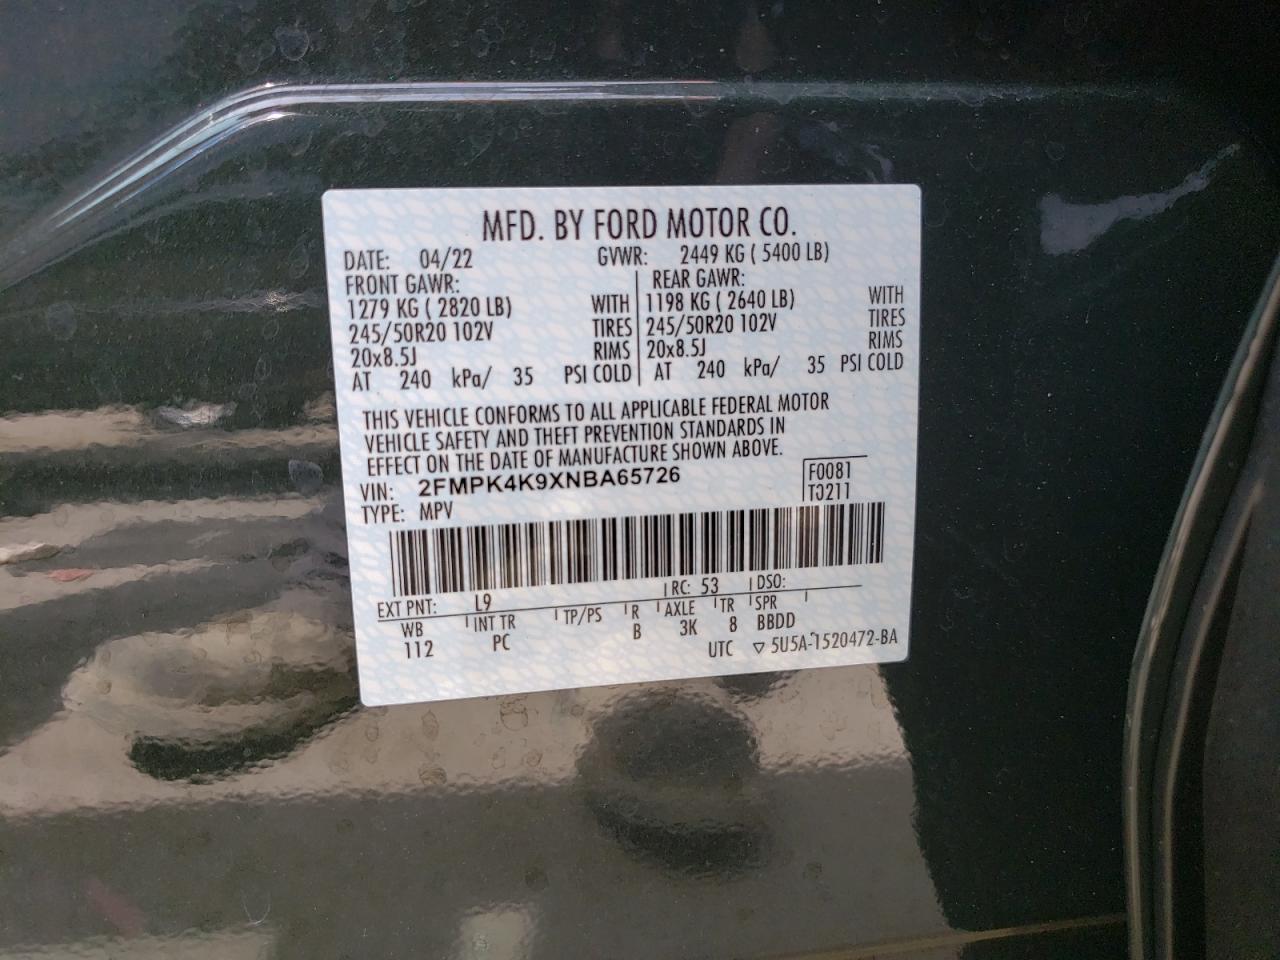 MFD. BY FORD MOTOR CO.
DATE: 04/22 GVWR: 2449 KG ( 5400 LB)
FRONT GAWR: REAR GAWR:
1279 KG ( 2820 LB) WITH 1198 KG ( 2640 LB) WITH
245/50R20 102V TIRES 245/50R20 102V TIRES
20x8.5J RIMS 20x8.5J RIMS
AT 240 kPa/ 35 PSI COLD AT 240 kPa/ 35 PSI COLD
THIS VEHICLE CONFORMS TO ALL APPLICABLE FEDERAL MOTOR
VEHICLE SAFETY AND THEFT PREVENTION STANDARDS IN
EFFECT ON THE DATE OF MANUFACTURE SHOWN ABOVE.
VIN: 2FMPK4K9XNBA65726 F0081
TYPE: MPV T0211
EXT PNT: L9 RC: 53 DSO:
WB INT TR TP/PS R AXLE TR SPR
112 PC B 3K 8 BBDD
UTC ▽ 5U5A-1520472-BA